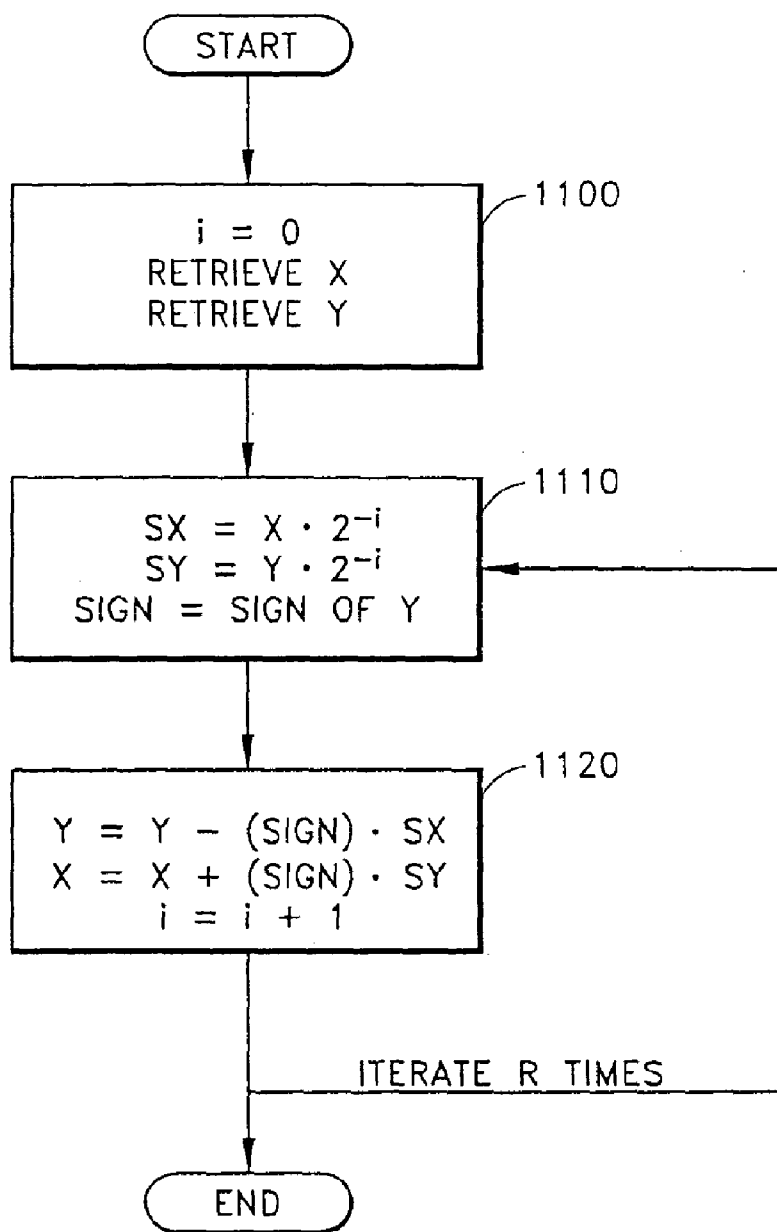 START
1100
i = 0
RETRIEVE X
RETRIEVE Y
1110
SX = X · 2⁻ⁱ
SY = Y · 2⁻ⁱ
SIGN = SIGN OF Y
1120
Y = Y - (SIGN) · SX
X = X + (SIGN) · SY
i = i + 1
ITERATE R TIMES
END